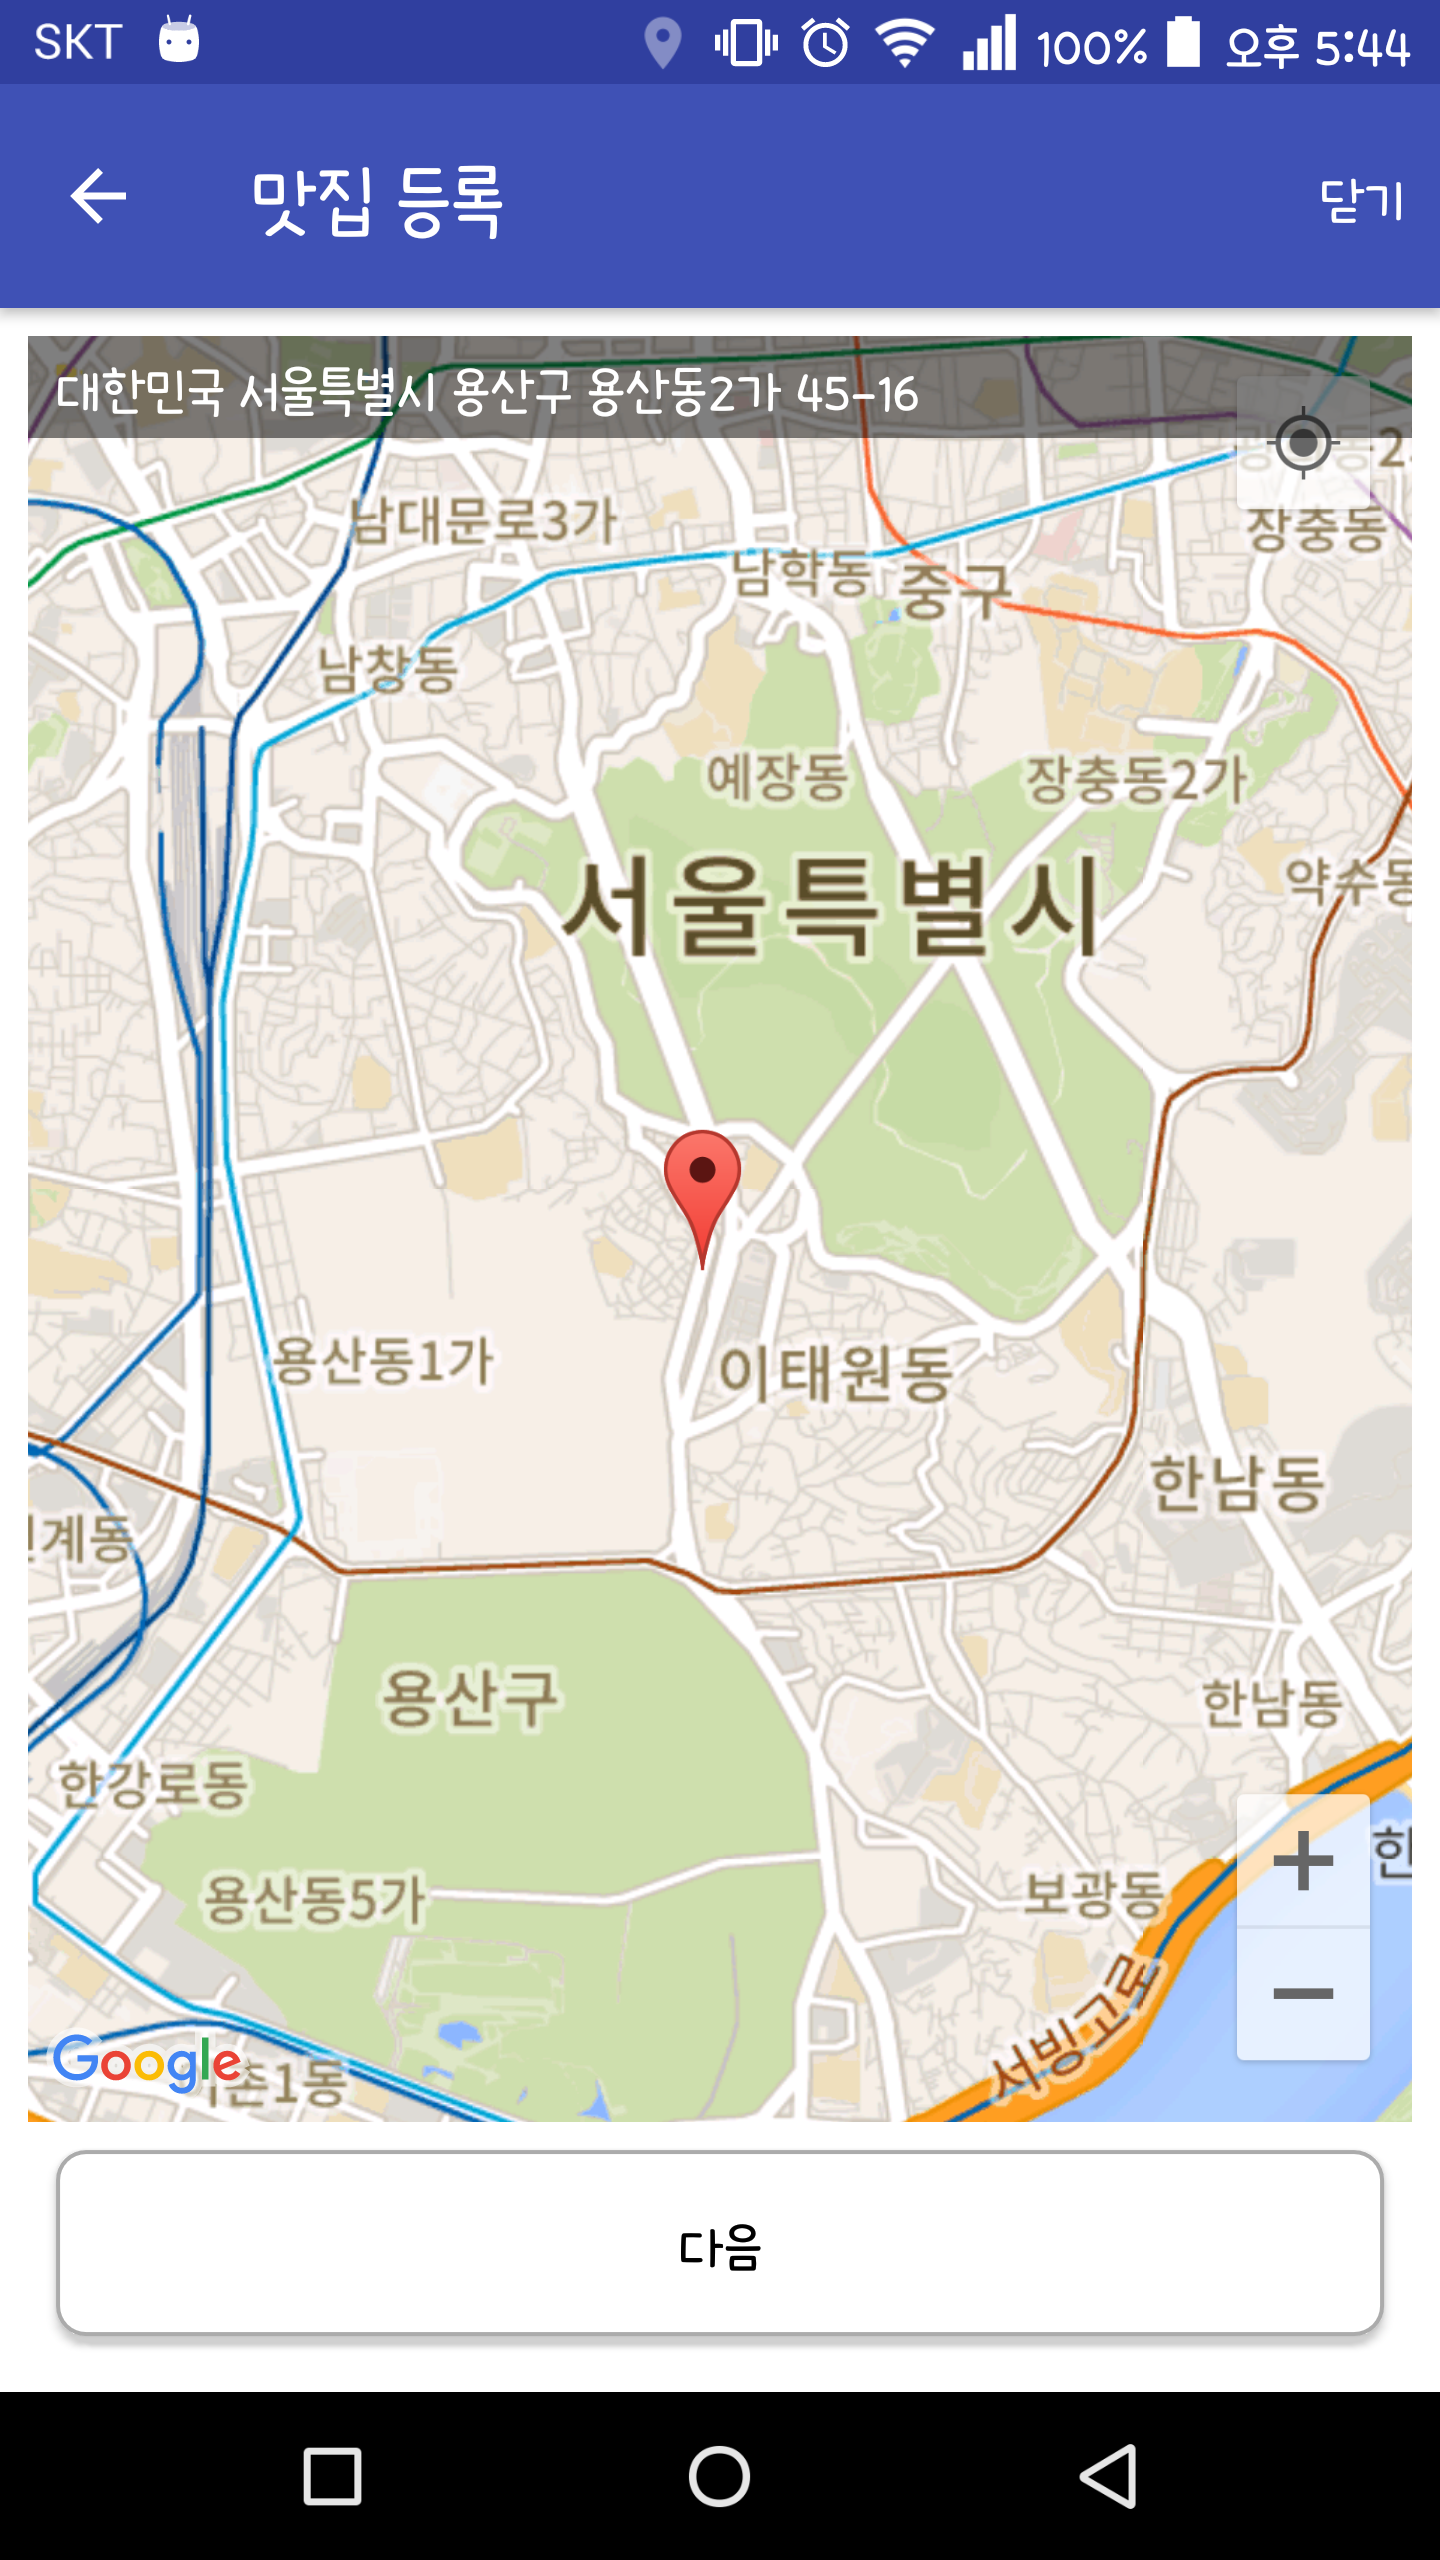 SKT 100% 오후 5:44
맛집 등록 닫기
대한민국 서울특별시 용산구 용산동2가 45-16
남대문로3가
장충동
남학동
중구
남창동
예장동
장충동2가
서울특별시
약수동
용산동1가
이태원동
한남동
용산구
한남동
한강로동
용산동5가
보광동
서빙고로
Google
촌1동
다음